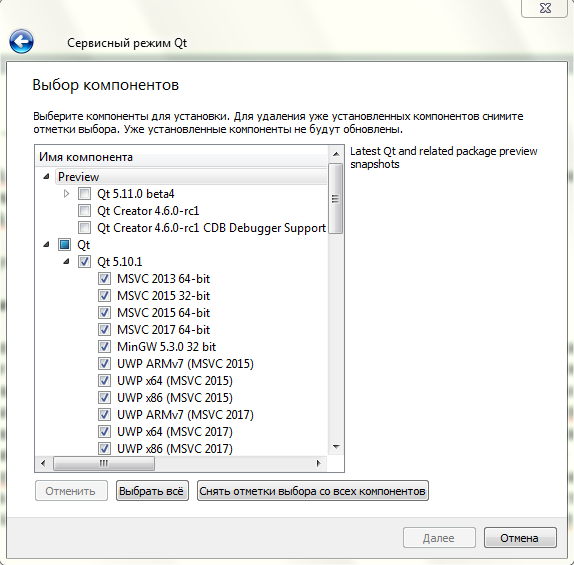 Сервисный режим Qt
Выбор компонентов
Выберите компоненты для установки. Для удаления уже установленных компонентов снимите
отметки выбора. Уже установленные компоненты не будут обновлены.
Имя компонента
Preview
Qt 5.11.0 beta4
Qt Creator 4.6.0-rc1
Qt Creator 4.6.0-rc1 CDB Debugger Support
Qt
Qt 5.10.1
MSVC 2013 64-bit
MSVC 2015 32-bit
MSVC 2015 64-bit
MSVC 2017 64-bit
MinGW 5.3.0 32 bit
UWP ARMv7 (MSVC 2015)
UWP x64 (MSVC 2015)
UWP x86 (MSVC 2015)
UWP ARMv7 (MSVC 2017)
UWP x64 (MSVC 2017)
UWP x86 (MSVC 2017)
Latest Qt and related package preview
snapshots
Отменить
Выбрать всё
Снять отметки выбора со всех компонентов
Далее
Отмена